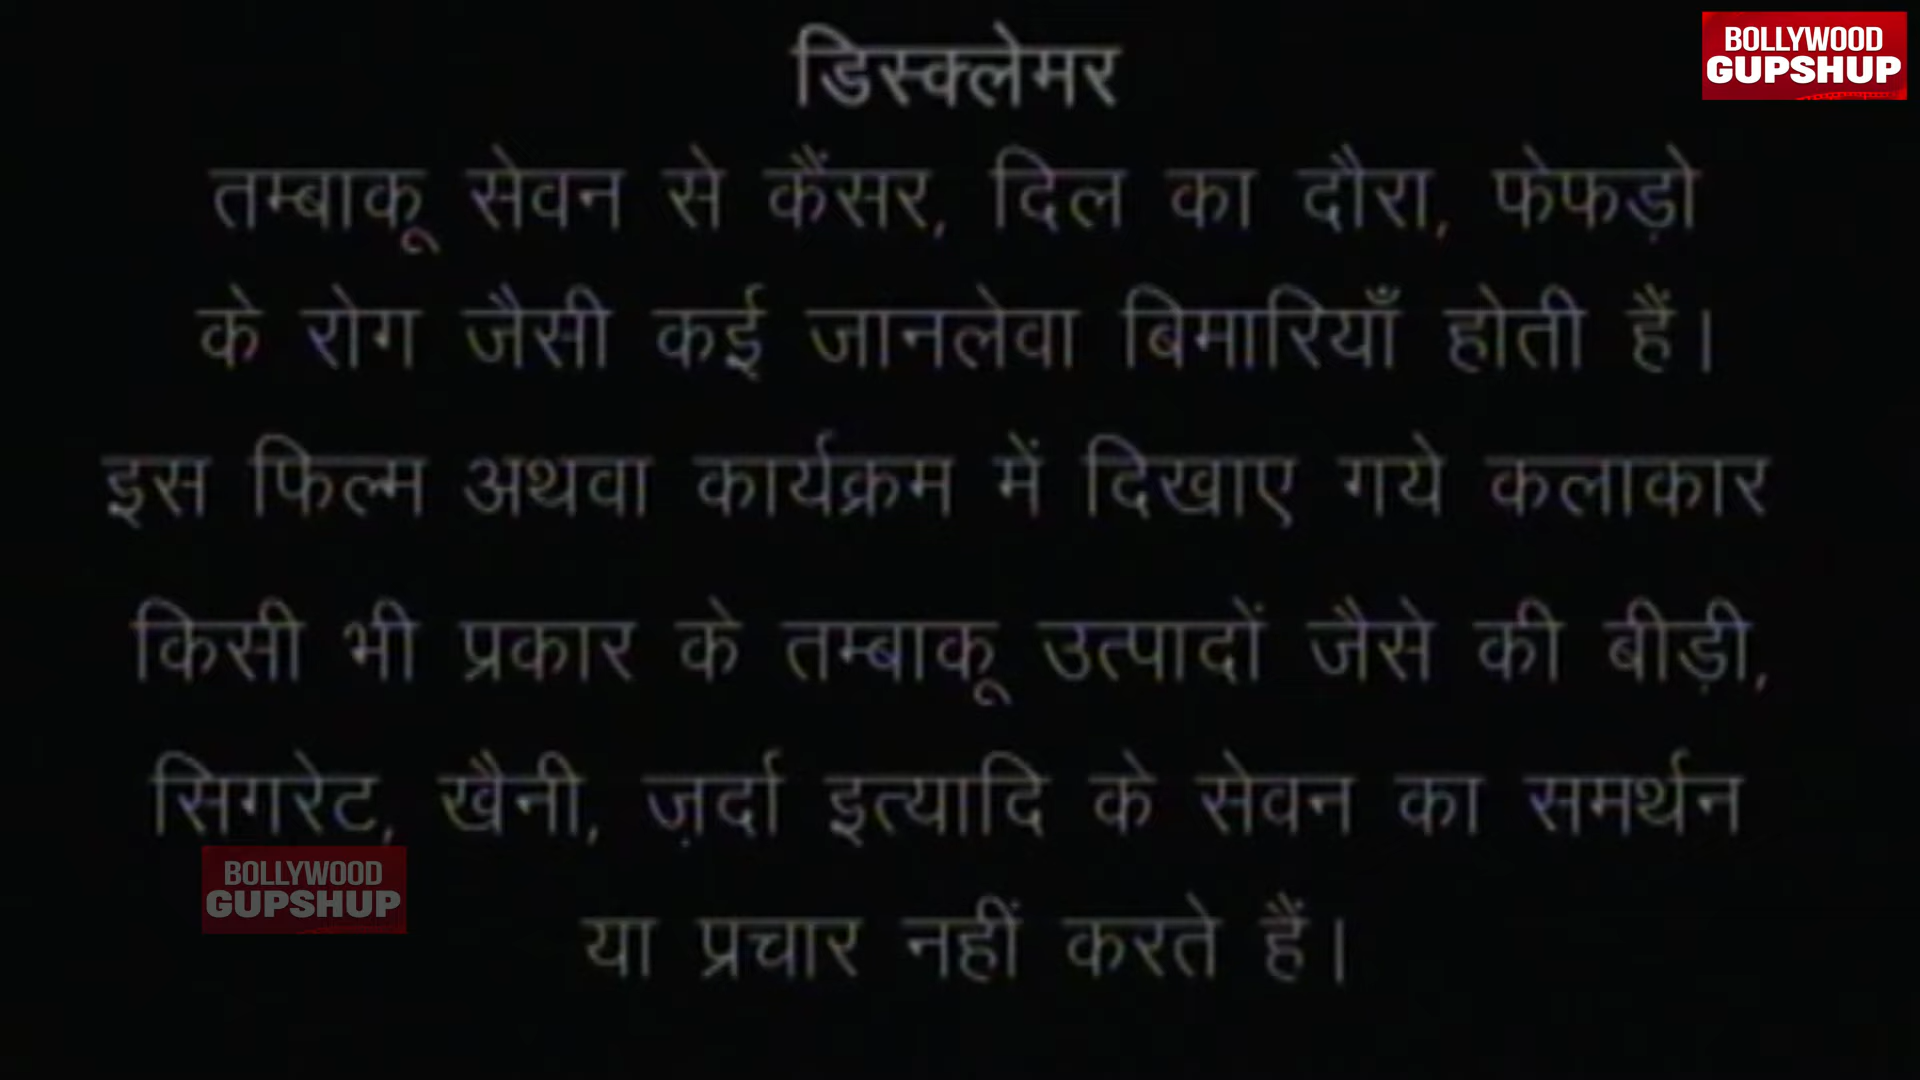 BOLLYWOOD
GUPSHUP
डिस्क्लेमर
तम्बाकू सेवन से कैंसर, दिल का दौरा, फेफड़ो
के रोग जैसी कई जानलेवा बिमारियाँ होती हैं।
इस फिल्म अथवा कार्यक्रम में दिखाए गये कलाकार
किसी भी प्रकार के तम्बाकू उत्पादों जैसे की बीड़ी,
सिगरेट, खैनी, ज़र्दा इत्यादि के सेवन का समर्थन
या प्रचार नहीं करते हैं।
BOLLYWOOD
GUPSHUP